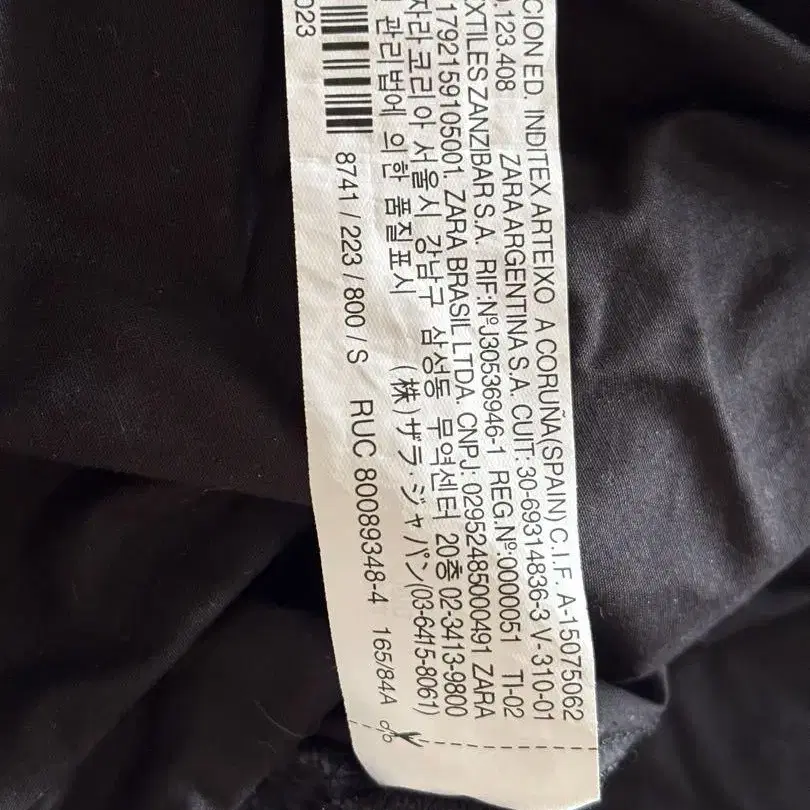 CION ED. INDITEX ARTEIXO A CORUÑA(SPAIN) C.I.F. A-15075062
.123.408 ZARA ARGENTINA S.A. CUIT: 30-69314836-3 V-310-01
EXTILES ZANZIBAR S.A. RIF:Nº J30536946-1 REG.Nº:0000051 TI-02
1792159105001. ZARA BRASIL LTDA. CNPJ: 02952485000491 ZARA
자라코리아 서울시 강남구 삼성동 무역센터 20층 02-3413-9800
관리법에 의한 품질표시 (株)ザラ・ジャパン(03-6415-8061)
023 8741 / 223 / 800 / S RUC 80089348-4 165/84A